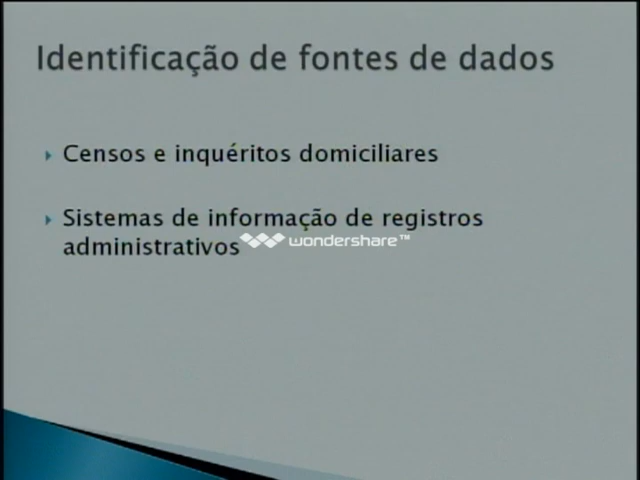 Identificação de fontes de dados
Censos e inquéritos domiciliares
Sistemas de informação de registros
administrativos
wondershare™